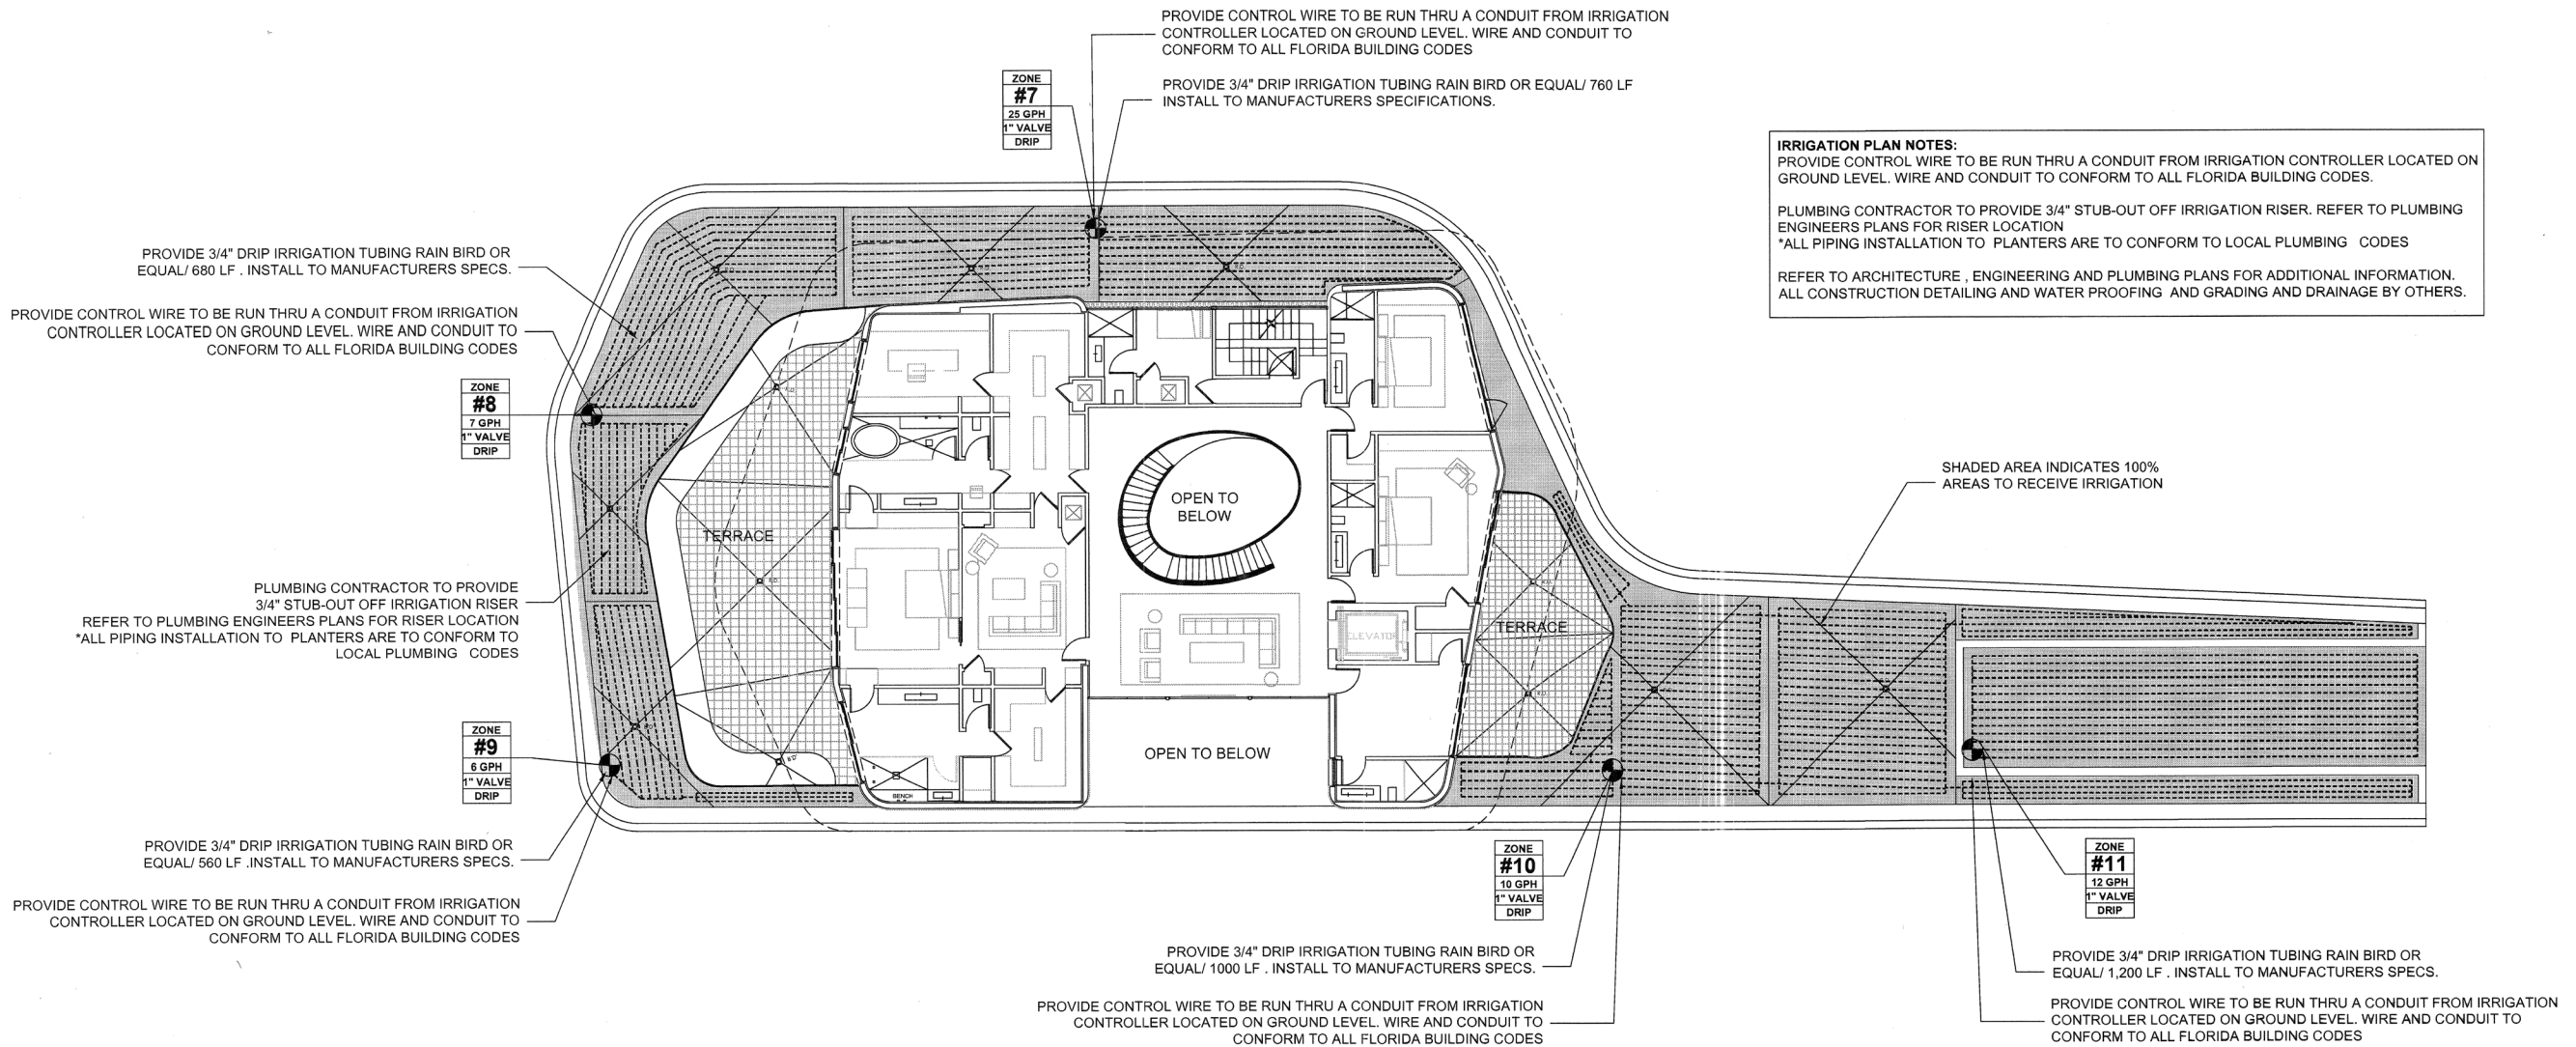 PROVIDE CONTROL WIRE TO BE RUN THRU A CONDUIT FROM IRRIGATION
CONTROLLER LOCATED ON GROUND LEVEL. WIRE AND CONDUIT TO
CONFORM TO ALL FLORIDA BUILDING CODES
ZONE
#7
25 GPH
1" VALVE
DRIP
PROVIDE 3/4" DRIP IRRIGATION TUBING RAIN BIRD OR EQUAL/ 760 LF
INSTALL TO MANUFACTURERS SPECIFICATIONS.
IRRIGATION PLAN NOTES:
PROVIDE CONTROL WIRE TO BE RUN THRU A CONDUIT FROM IRRIGATION CONTROLLER LOCATED ON
GROUND LEVEL. WIRE AND CONDUIT TO CONFORM TO ALL FLORIDA BUILDING CODES.
PLUMBING CONTRACTOR TO PROVIDE 3/4" STUB-OUT OFF IRRIGATION RISER. REFER TO PLUMBING
ENGINEERS PLANS FOR RISER LOCATION
*ALL PIPING INSTALLATION TO PLANTERS ARE TO CONFORM TO LOCAL PLUMBING CODES
REFER TO ARCHITECTURE , ENGINEERING AND PLUMBING PLANS FOR ADDITIONAL INFORMATION.
ALL CONSTRUCTION DETAILING AND WATER PROOFING AND GRADING AND DRAINAGE BY OTHERS.
PROVIDE 3/4" DRIP IRRIGATION TUBING RAIN BIRD OR
EQUAL/ 680 LF . INSTALL TO MANUFACTURERS SPECS.
PROVIDE CONTROL WIRE TO BE RUN THRU A CONDUIT FROM IRRIGATION
CONTROLLER LOCATED ON GROUND LEVEL. WIRE AND CONDUIT TO
CONFORM TO ALL FLORIDA BUILDING CODES
ZONE
#8
7 GPH
1" VALVE
DRIP
SHADED AREA INDICATES 100%
AREAS TO RECEIVE IRRIGATION
OPEN TO
BELOW
TERRACE
PLUMBING CONTRACTOR TO PROVIDE
3/4" STUB-OUT OFF IRRIGATION RISER
REFER TO PLUMBING ENGINEERS PLANS FOR RISER LOCATION
*ALL PIPING INSTALLATION TO PLANTERS ARE TO CONFORM TO
LOCAL PLUMBING CODES
TERRACE
ELEVATOR
ZONE
#9
6 GPH
1" VALVE
DRIP
OPEN TO BELOW
BENCH
PROVIDE 3/4" DRIP IRRIGATION TUBING RAIN BIRD OR
EQUAL/ 560 LF .INSTALL TO MANUFACTURERS SPECS.
ZONE
#10
10 GPH
1" VALVE
DRIP
ZONE
#11
12 GPH
1" VALVE
DRIP
PROVIDE CONTROL WIRE TO BE RUN THRU A CONDUIT FROM IRRIGATION
CONTROLLER LOCATED ON GROUND LEVEL. WIRE AND CONDUIT TO
CONFORM TO ALL FLORIDA BUILDING CODES
PROVIDE 3/4" DRIP IRRIGATION TUBING RAIN BIRD OR
EQUAL/ 1000 LF . INSTALL TO MANUFACTURERS SPECS.
PROVIDE 3/4" DRIP IRRIGATION TUBING RAIN BIRD OR
EQUAL/ 1,200 LF . INSTALL TO MANUFACTURERS SPECS.
PROVIDE CONTROL WIRE TO BE RUN THRU A CONDUIT FROM IRRIGATION
CONTROLLER LOCATED ON GROUND LEVEL. WIRE AND CONDUIT TO
CONFORM TO ALL FLORIDA BUILDING CODES
PROVIDE CONTROL WIRE TO BE RUN THRU A CONDUIT FROM IRRIGATION
CONTROLLER LOCATED ON GROUND LEVEL. WIRE AND CONDUIT TO
CONFORM TO ALL FLORIDA BUILDING CODES